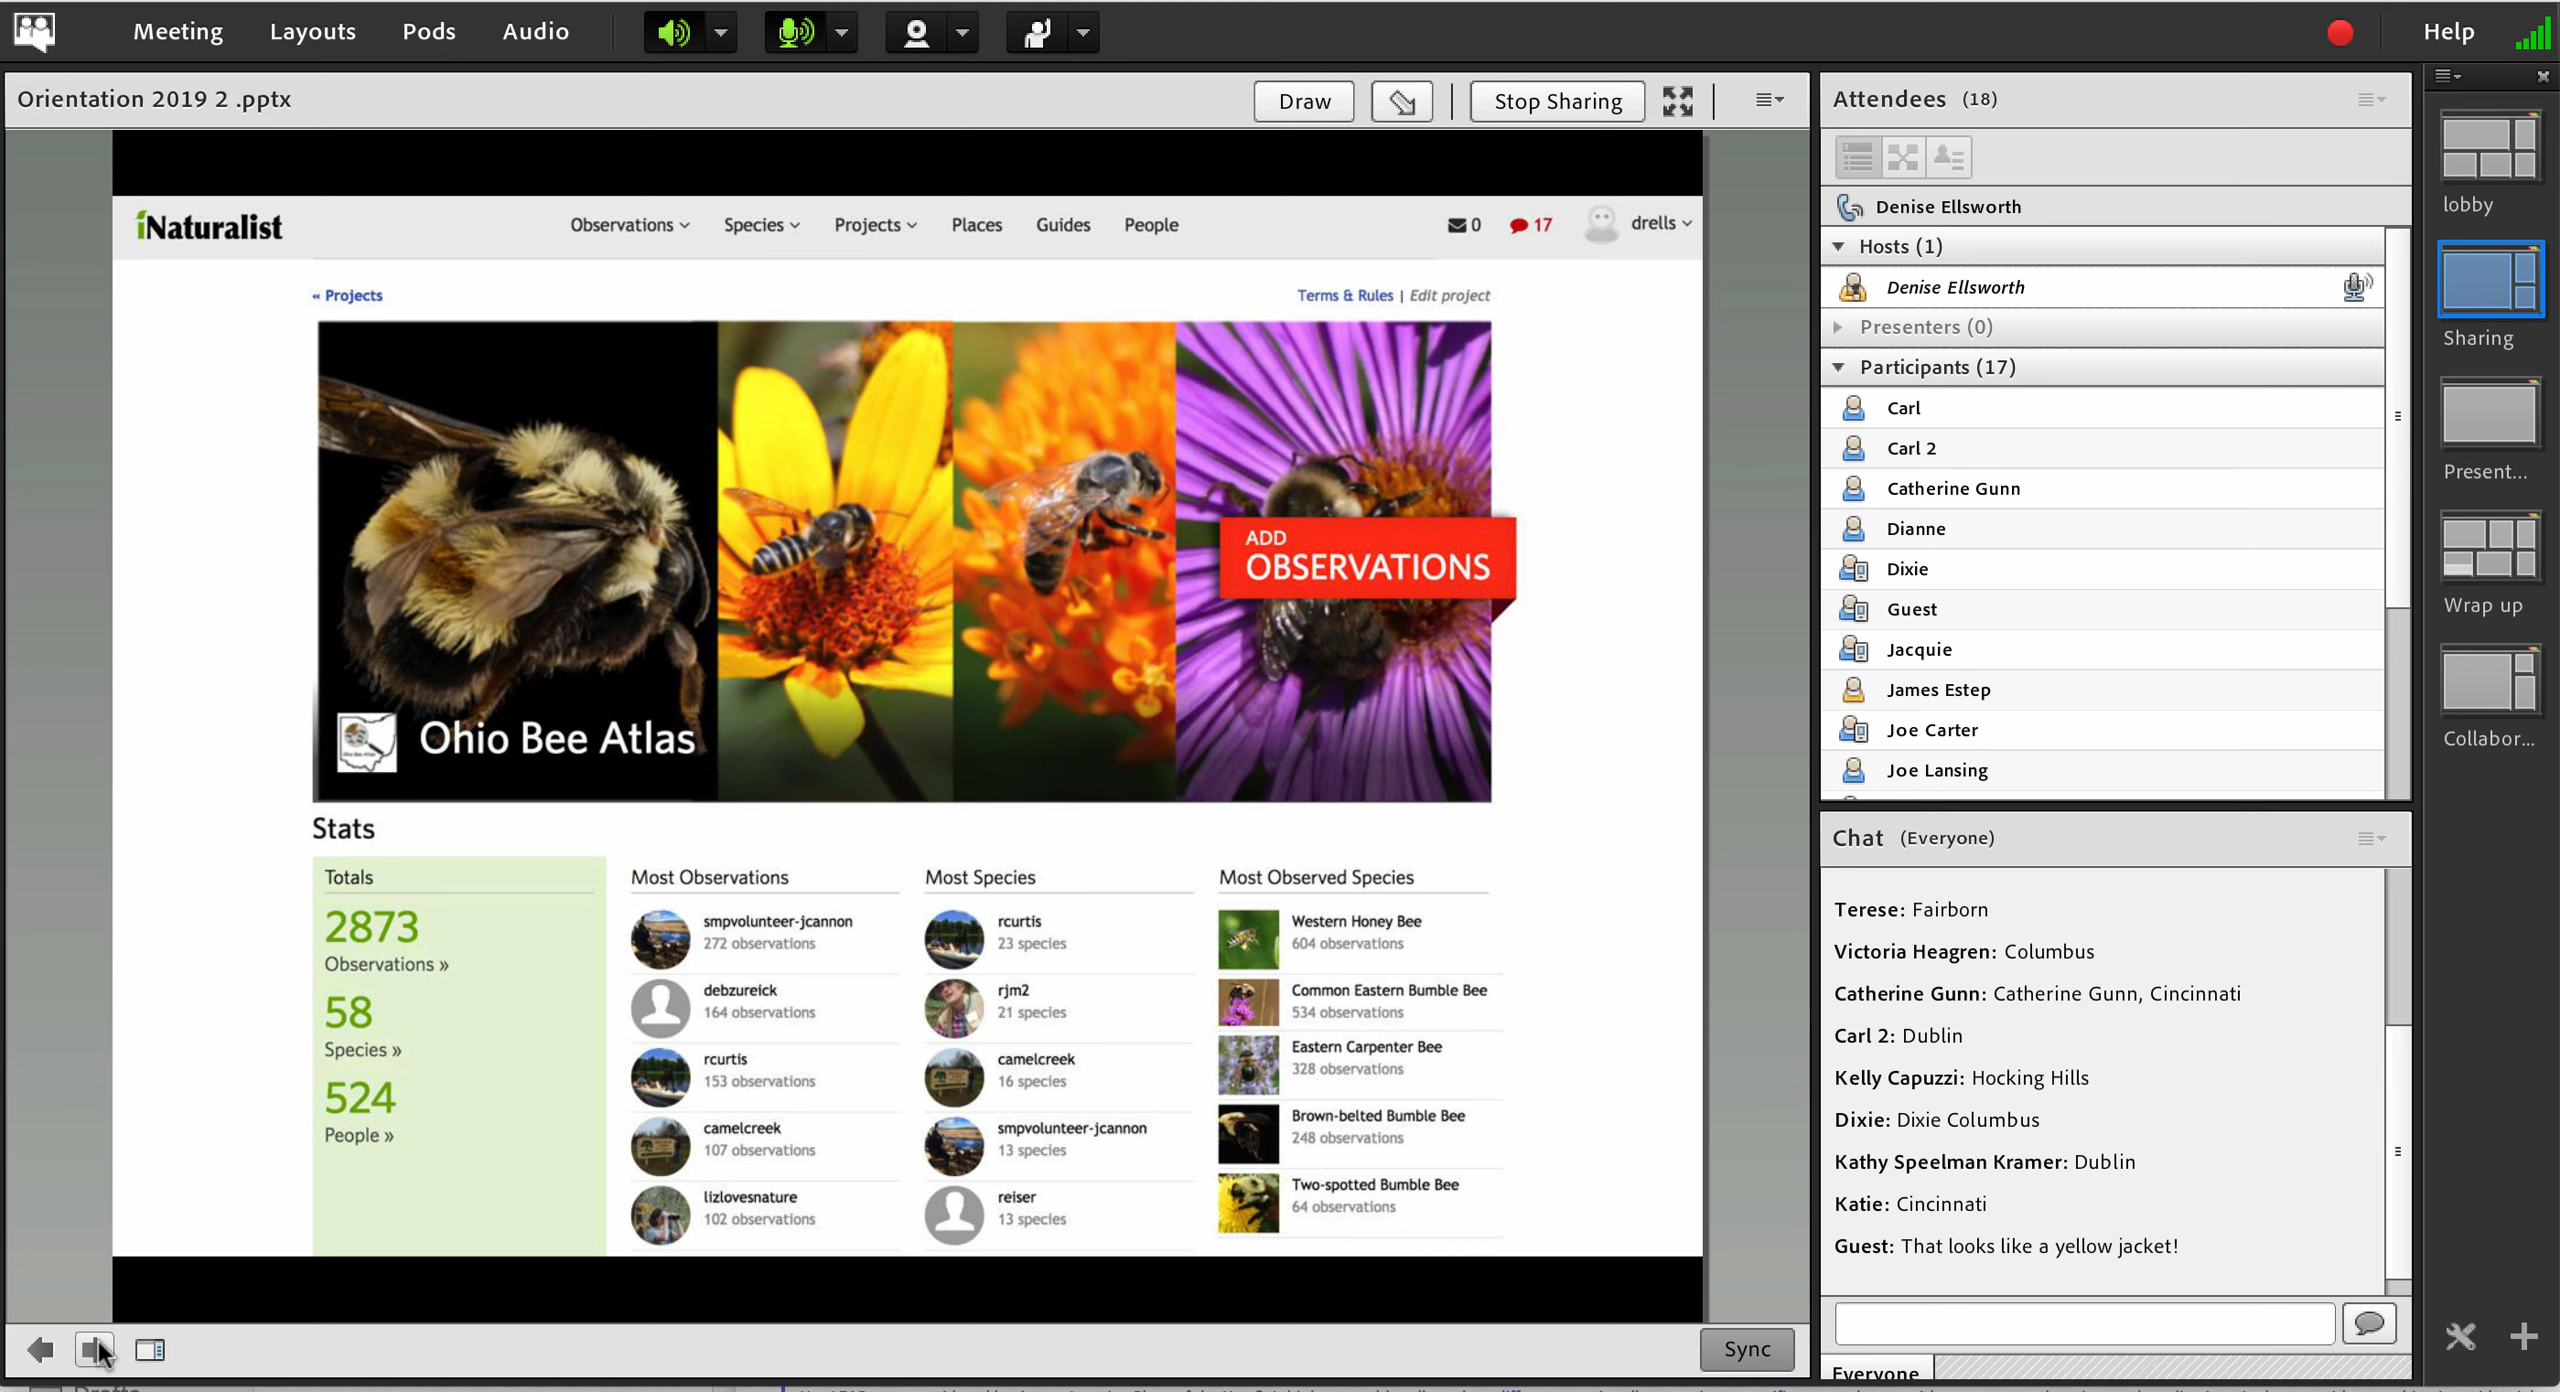 Meeting Layouts Pods Audio Help
Orientation 2019 2 .pptx
Draw
Stop Sharing
iNaturalist
Observations Species Projects Places Guides People
0 17 drells
« Projects
Terms & Rules | Edit project
ADD
OBSERVATIONS
Ohio Bee Atlas
Stats
Totals
2873
Observations »
58
Species »
524
People »
Most Observations
smpvolunteer-jcannon
272 observations
debzureick
164 observations
rcurtis
153 observations
camelcreek
107 observations
lizlovesnature
102 observations
Most Species
rcurtis
23 species
rjm2
21 species
camelcreek
16 species
smpvolunteer-jcannon
13 species
reiser
13 species
Most Observed Species
Western Honey Bee
604 observations
Common Eastern Bumble Bee
534 observations
Eastern Carpenter Bee
328 observations
Brown-belted Bumble Bee
248 observations
Two-spotted Bumble Bee
64 observations
Sync
Attendees (18)
Denise Ellsworth
Hosts (1)
Denise Ellsworth
Presenters (0)
Participants (17)
Carl
Carl 2
Catherine Gunn
Dianne
Dixie
Guest
Jacquie
James Estep
Joe Carter
Joe Lansing
Chat (Everyone)
Terese: Fairborn
Victoria Heagren: Columbus
Catherine Gunn: Catherine Gunn, Cincinnati
Carl 2: Dublin
Kelly Capuzzi: Hocking Hills
Dixie: Dixie Columbus
Kathy Speelman Kramer: Dublin
Katie: Cincinnati
Guest: That looks like a yellow jacket!
Everyone
lobby
Sharing
Present...
Wrap up
Collabor...